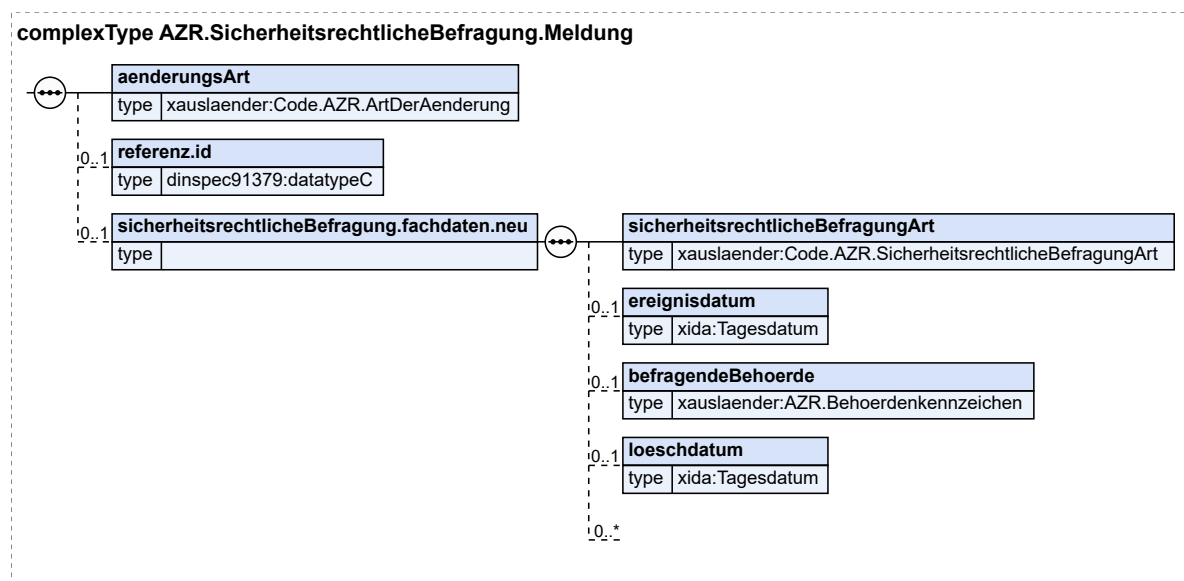 complexType AZR.SicherheitsrechtlicheBefragung.Meldung
aenderungsArt
type xauslaender:Code.AZR.ArtDerAenderung
0..1 referenz.id
type dinspec91379:datatypeC
0..1 sicherheitsrechtlicheBefragung.fachdaten.neu
type
sicherheitsrechtlicheBefragungArt
type xauslaender:Code.AZR.SicherheitsrechtlicheBefragungArt
0..1 ereignisdatum
type xida:Tagesdatum
0..1 befragendeBehoerde
type xauslaender:AZR.Behoerdenkennzeichen
0..1 loeschdatum
type xida:Tagesdatum
0..*